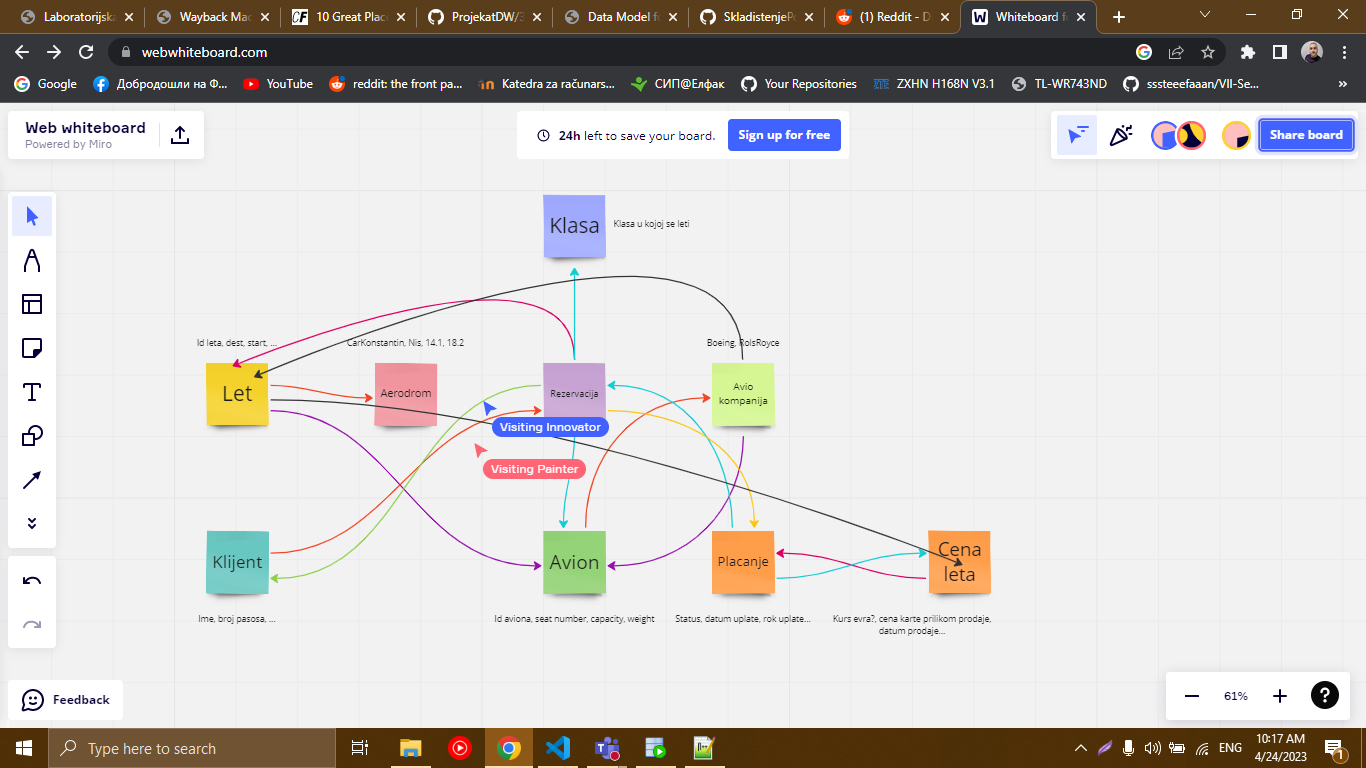 Laboratorijska
Wayback Mac
10 Great Place
ProjekatDW/3
Data Model fo
SkladistenjePo
(1) Reddit - D
Whiteboard fo
webwhiteboard.com
Google
Добродошли на Ф...
YouTube
reddit: the front pa...
Katedra za računars...
СИП@Елфак
Your Repositories
ZXHN H168N V3.1
TL-WR743ND
sssteeefaaan/VII-Se...
Web whiteboard
Powered by Miro
24h left to save your board.
Sign up for free
Share board
Klasa
Klasa u kojoj se leti
Id leta, dest, start, ...
CarKonstantin, Nis, 14.1, 18.2
Boeing, RolsRoyce
Let
Aerodrom
Rezervacija
Avio
kompanija
Visiting Innovator
Visiting Painter
Klijent
Avion
Placanje
Cena
leta
Ime, broj pasosa, ...
Id aviona, seat number, capacity, weight
Status, datum uplate, rok uplate...
Kurs evra?, cena karte prilikom prodaje,
datum prodaje...
Feedback
61%
Type here to search
ENG
10:17 AM
4/24/2023
1